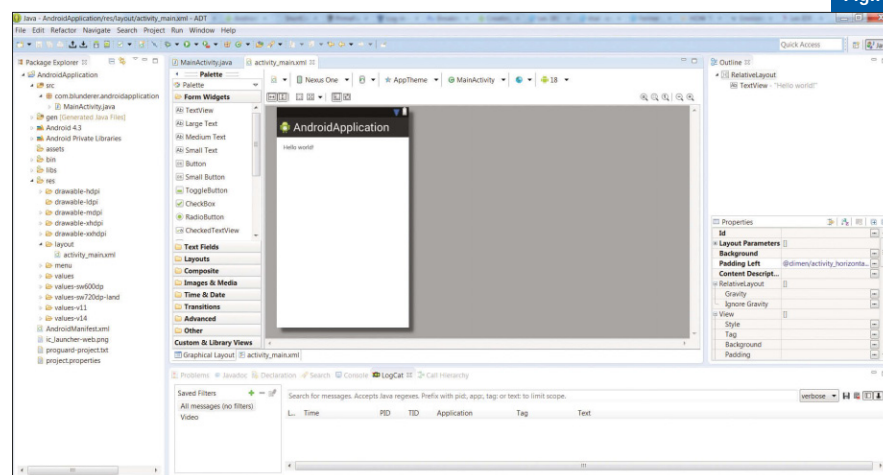 Java - AndroidApplication/res/layout/activity_main.xml - ADT
File Edit Refactor Navigate Search Project Run Window Help
Quick Access
Package Explorer
AndroidApplication
src
com.blunderer.androidapplication
MainActivity.java
gen [Generated Java Files]
Android 4.3
Android Private Libraries
assets
bin
libs
res
drawable-hdpi
drawable-ldpi
drawable-mdpi
drawable-xhdpi
drawable-xxhdpi
layout
activity_main.xml
menu
values
values-sw600dp
values-sw720dp-land
values-v11
values-v14
AndroidManifest.xml
ic_launcher-web.png
proguard-project.txt
project.properties
MainActivity.java
activity_main.xml
Palette
Palette
Form Widgets
Ab TextView
Ab Large Text
Ab Medium Text
Ab Small Text
Button
Small Button
ToggleButton
CheckBox
RadioButton
CheckedTextView
Text Fields
Layouts
Composite
Images & Media
Time & Date
Transitions
Advanced
Other
Custom & Library Views
Graphical Layout
activity_main.xml
Nexus One
AppTheme
MainActivity
18
AndroidApplication
Hello world!
Outline
RelativeLayout
Ab TextView - "Hello world!"
Properties
Id
Layout Parameters []
Background
Padding Left @dimen/activity_horizonta...
Content Descript...
RelativeLayout []
Gravity
Ignore Gravity
View []
Style
Tag
Background
Padding
Problems Javadoc Declaration Search Console LogCat Call Hierarchy
Saved Filters
All messages (no filters)
Video
Search for messages. Accepts Java regexes. Prefix with pid:, app:, tag: or text: to limit scope.
verbose
L... Time PID TID Application Tag Text